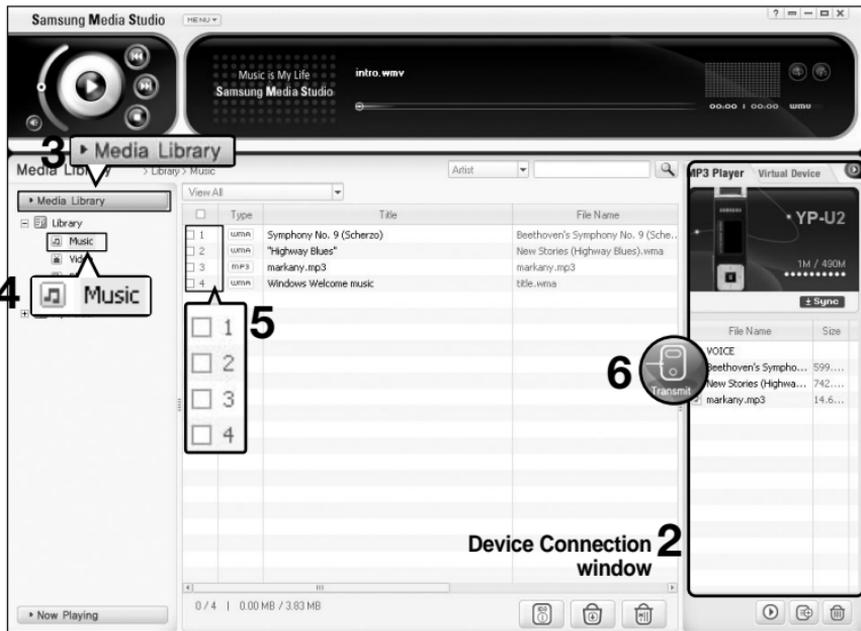 Samsung Media Studio MENU
? X
Music is My Life
Samsung Media Studio
intro.wmv
00:00 | 00:00 wmv
3
Media Library
Media Library > Library > Music
Artist
MP3 Player Virtual Device
Media Library
View All
Library
Music
4
Music
Type Title File Name
1 WMA Symphony No. 9 (Scherzo) Beethoven's Symphony No. 9 (Sche..
2 WMA "Highway Blues" New Stories (Highway Blues).wma
3 MP3 markany.mp3 markany.mp3
4 WMA Windows Welcome music title.wma
5
1
2
3
4
SAMSUNG
YP-U2
1M / 490M
Sync
File Name Size
6
Transmit
VOICE
Beethoven's Sympho... 599....
New Stories (Highwa... 742....
markany.mp3 14.6...
Device Connection
window
2
0 / 4 | 0.00 MB / 3.83 MB
Now Playing